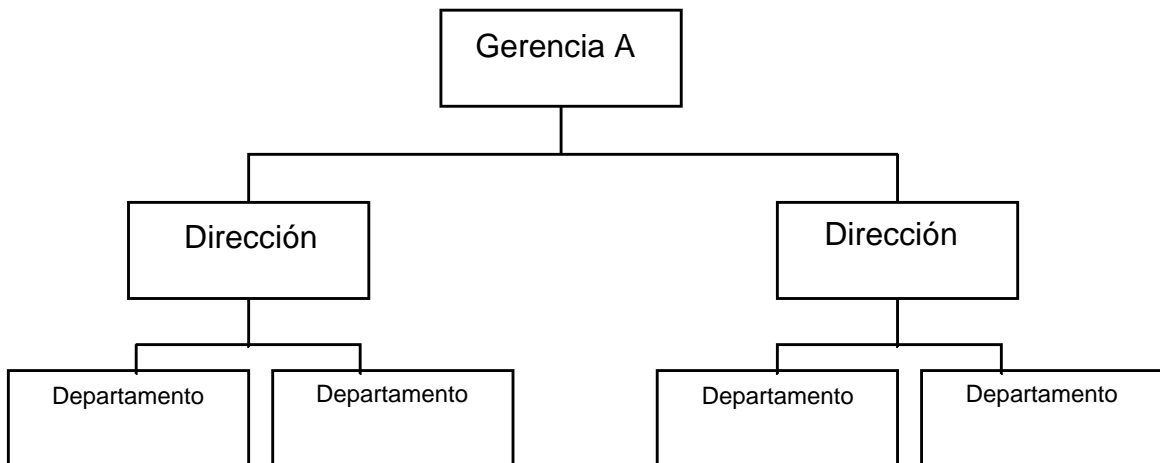 Gerencia A
Dirección
Dirección
Departamento
Departamento
Departamento
Departamento